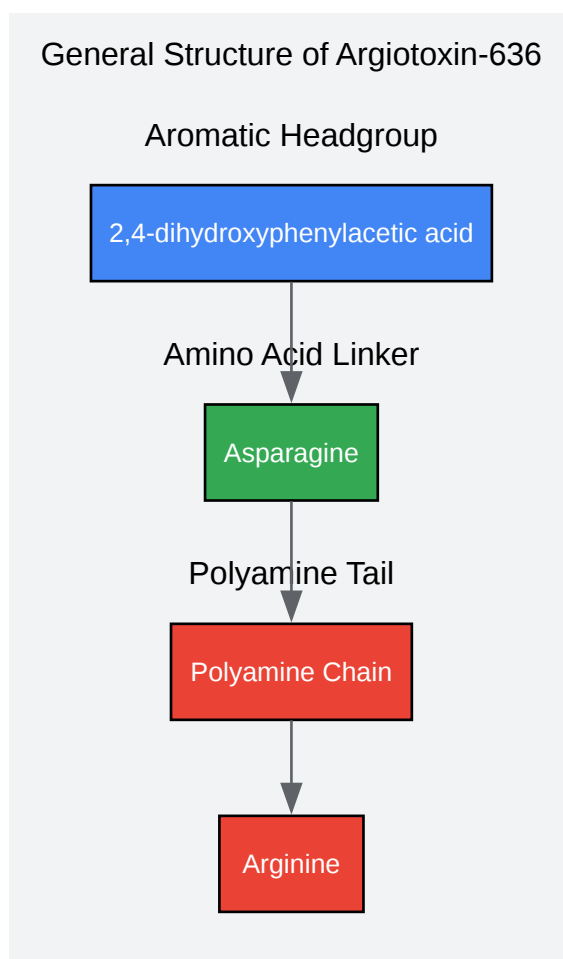 General Structure of Argiotoxin-636
Aromatic Headgroup
2,4-dihydroxyphenylacetic acid
Amino Acid Linker
Asparagine
Polyamine Tail
Polyamine Chain
Arginine